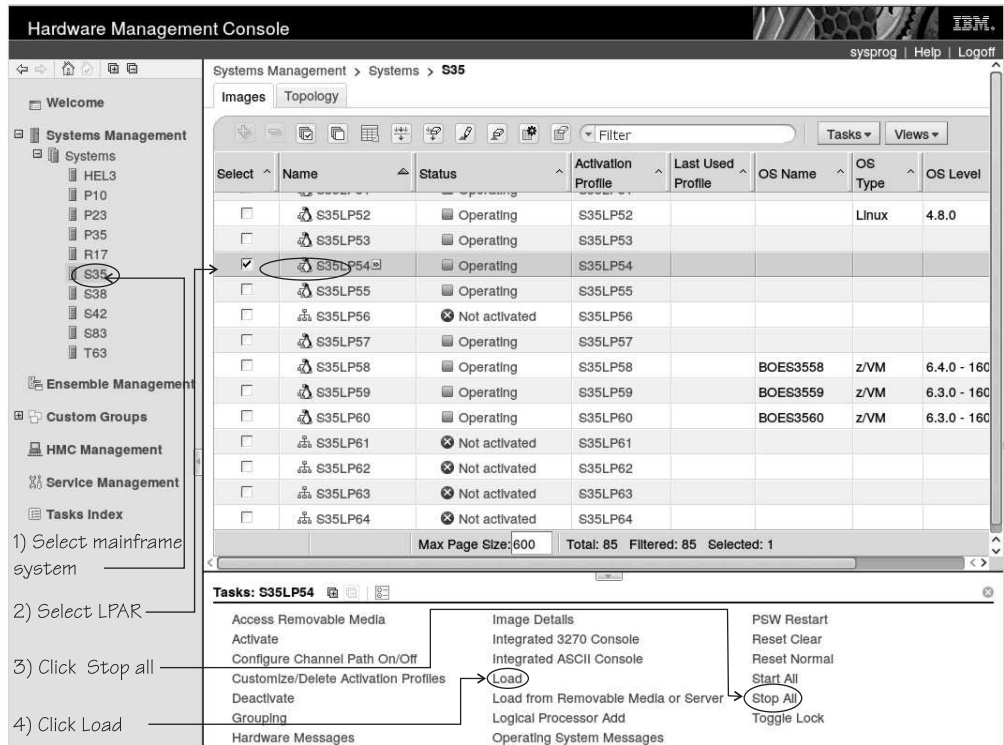 Hardware Management Console
IBM.
sysprog | Help | Logoff
Systems Management > Systems > S35
Welcome
Systems Management
Systems
HEL3
P10
P23
P35
R17
S35
S38
S42
S83
T63
Ensemble Management
Custom Groups
HMC Management
Service Management
Tasks Index
1) Select mainframe
system
2) Select LPAR
3) Click Stop all
4) Click Load
Images Topology
Filter Tasks Views
Select Name Status Activation Profile Last Used Profile OS Name OS Type OS Level
S35LP52 Operating S35LP52 Linux 4.8.0
S35LP53 Operating S35LP53
S35LP54 Operating S35LP54
S35LP55 Operating S35LP55
S35LP56 Not activated S35LP56
S35LP57 Operating S35LP57
S35LP58 Operating S35LP58 BOES3558 z/VM 6.4.0 - 160
S35LP59 Operating S35LP59 BOES3559 z/VM 6.3.0 - 160
S35LP60 Operating S35LP60 BOES3560 z/VM 6.3.0 - 160
S35LP61 Not activated S35LP61
S35LP62 Not activated S35LP62
S35LP63 Not activated S35LP63
S35LP64 Not activated S35LP64
Max Page Size: 600 Total: 85 Filtered: 85 Selected: 1
Tasks: S35LP54
Access Removable Media
Activate
Configure Channel Path On/Off
Customize/Delete Activation Profiles
Deactivate
Grouping
Hardware Messages
Image Details
Integrated 3270 Console
Integrated ASCII Console
Load
Load from Removable Media or Server
Logical Processor Add
Operating System Messages
PSW Restart
Reset Clear
Reset Normal
Start All
Stop All
Toggle Lock